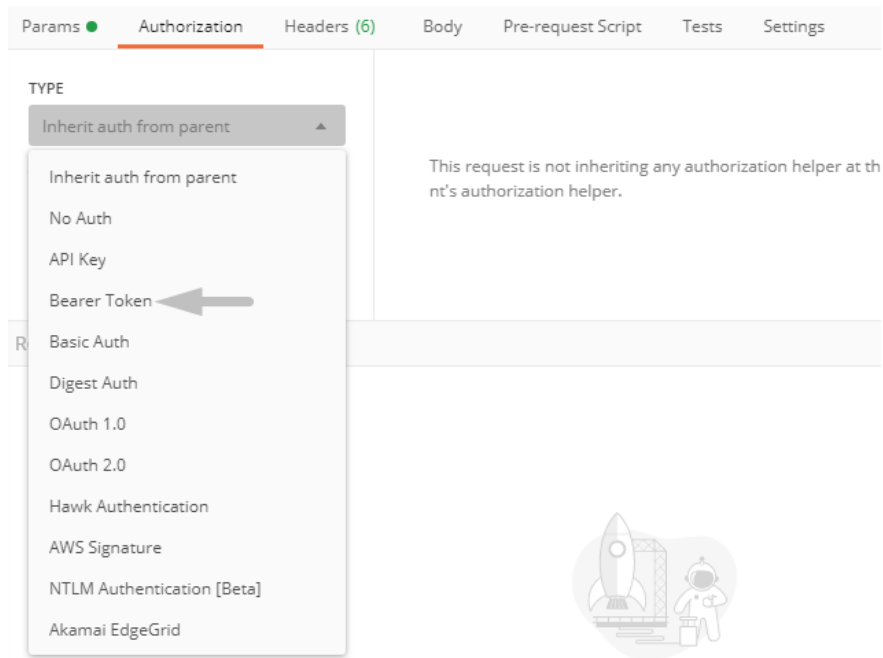 Params Authorization Headers (6) Body Pre-request Script Tests Settings
TYPE
Inherit auth from parent
Inherit auth from parent
This request is not inheriting any authorization helper at th
nt's authorization helper.
No Auth
API Key
Bearer Token
R
Basic Auth
Digest Auth
OAuth 1.0
OAuth 2.0
Hawk Authentication
AWS Signature
NTLM Authentication [Beta]
Akamai EdgeGrid